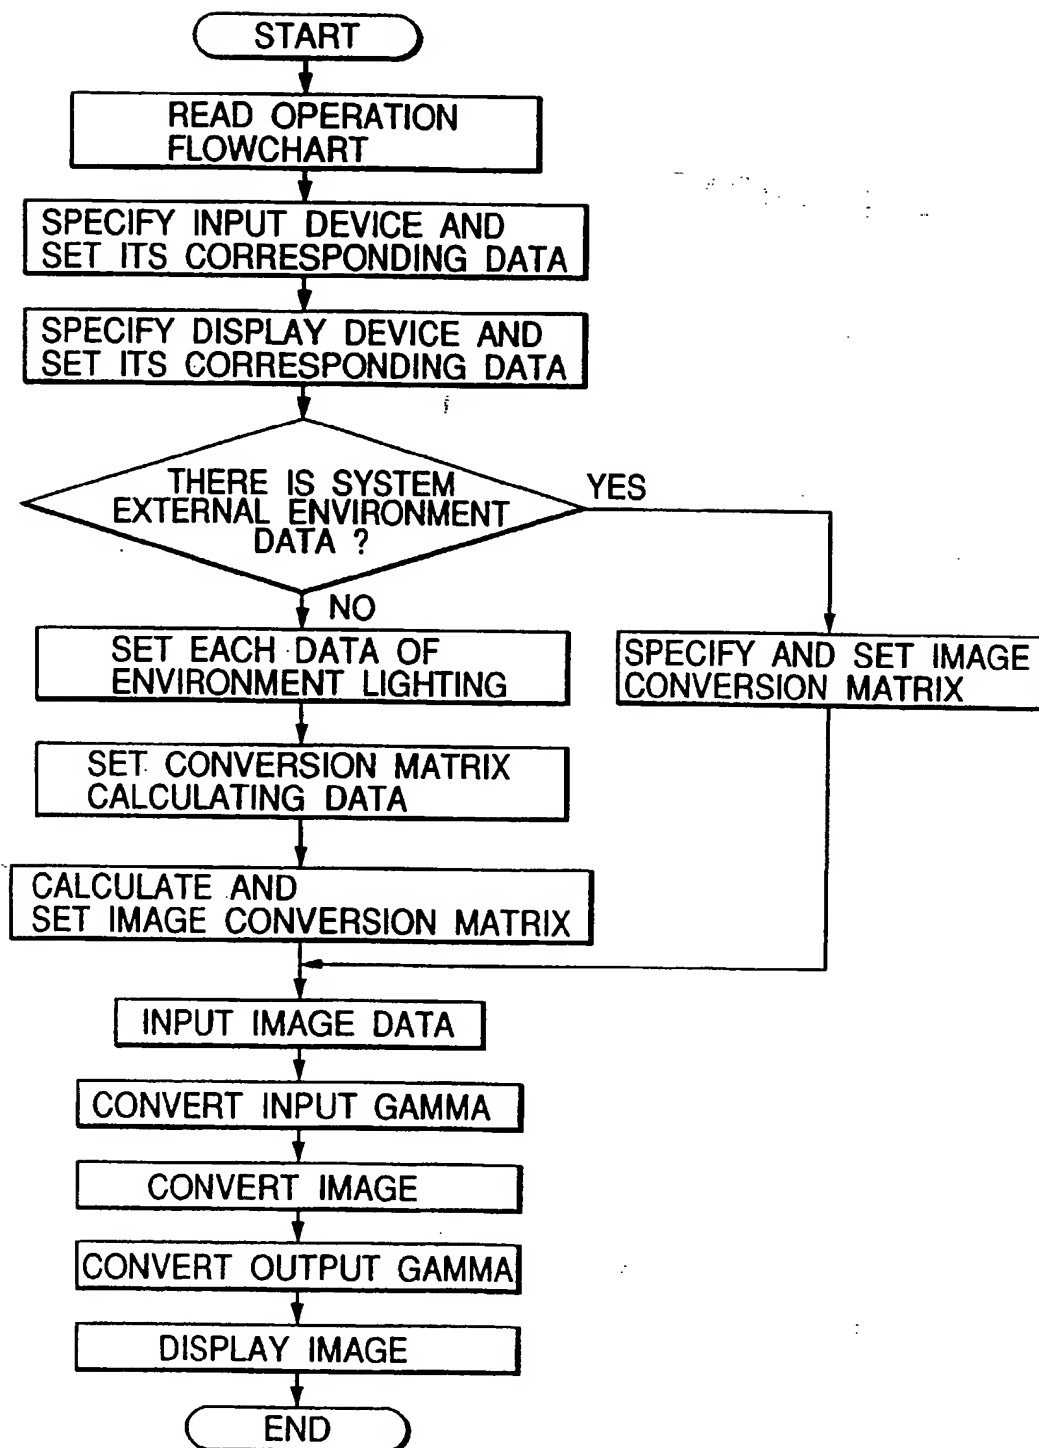 START
READ OPERATION
FLOWCHART
SPECIFY INPUT DEVICE AND
SET ITS CORRESPONDING DATA
SPECIFY DISPLAY DEVICE AND
SET ITS CORRESPONDING DATA
THERE IS SYSTEM
EXTERNAL ENVIRONMENT
DATA ?
YES
NO
SET EACH DATA OF
ENVIRONMENT LIGHTING
SPECIFY AND SET IMAGE
CONVERSION MATRIX
SET CONVERSION MATRIX
CALCULATING DATA
CALCULATE AND
SET IMAGE CONVERSION MATRIX
INPUT IMAGE DATA
CONVERT INPUT GAMMA
CONVERT IMAGE
CONVERT OUTPUT GAMMA
DISPLAY IMAGE
END